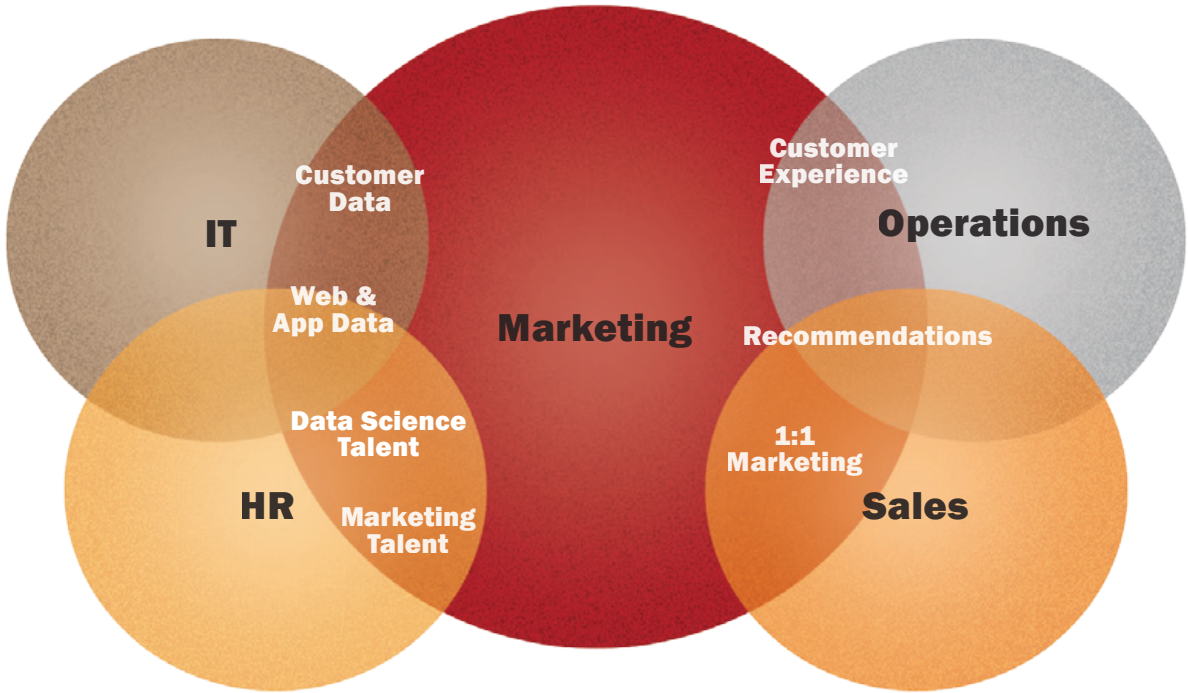 Customer
Data
IT
Web &
App Data
Data Science
Talent
HR
Marketing
Talent
Marketing
Customer
Experience
Operations
Recommendations
1:1
Marketing
Sales